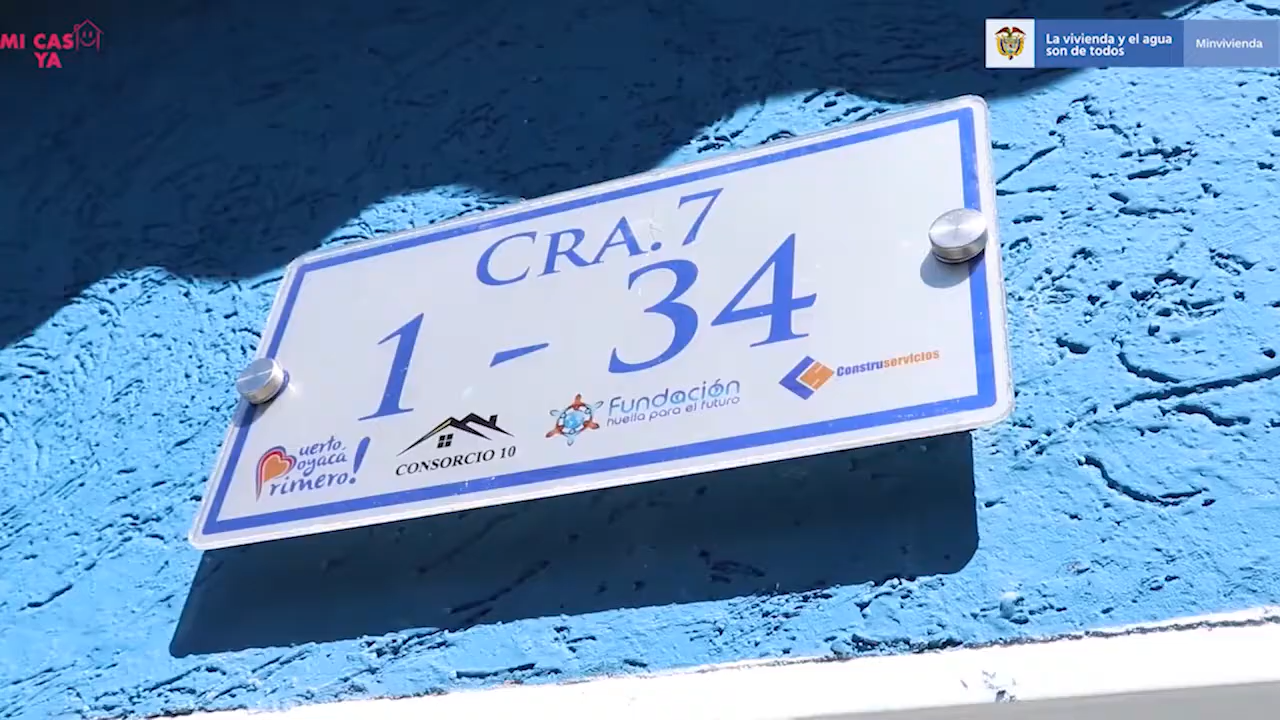 MI CASA
YA
La vivienda y el agua
son de todos
Minvivienda
CRA. 7
1 - 34
Puerto
Boyacá
Primero!
CONSORCIO 10
Fundación
huella para el futuro
Construservicios